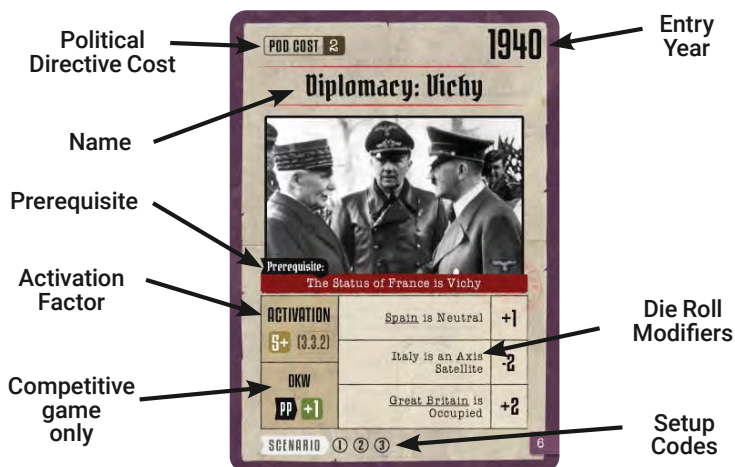 Political
Directive Cost
Entry
Year
POD COST 2
1940
Diplomacy: Vichy
Name
Prerequisite
Prerequisite:
The Status of France is Vichy
Activation
Factor
ACTIVATION
5+ (3.3.2)
Spain is Neutral +1
Italy is an Axis
Satellite -2
Die Roll
Modifiers
Competitive
game
only
DKW
PP +1
Great Britain is
Occupied +2
SCENARIO 1 2 3
6
Setup
Codes